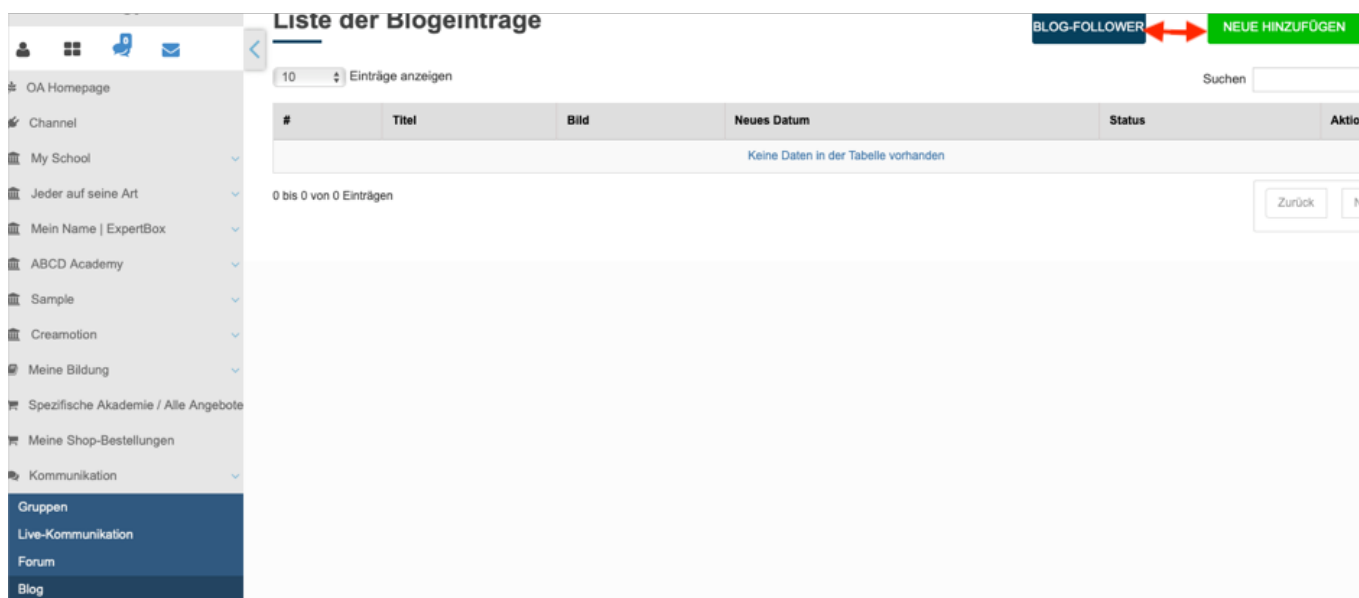 Liste der Blogeinträge
BLOG-FOLLOWER
NEUE HINZUFÜGEN
0
10 Einträge anzeigen
Suchen
OA Homepage
Channel
My School
Jeder auf seine Art
Mein Name | ExpertBox
ABCD Academy
Sample
Creamotion
Meine Bildung
Spezifische Akademie / Alle Angebote
Meine Shop-Bestellungen
Kommunikation
Gruppen
Live-Kommunikation
Forum
Blog
# Titel Bild Neues Datum Status Aktio
Keine Daten in der Tabelle vorhanden
0 bis 0 von 0 Einträgen
Zurück N